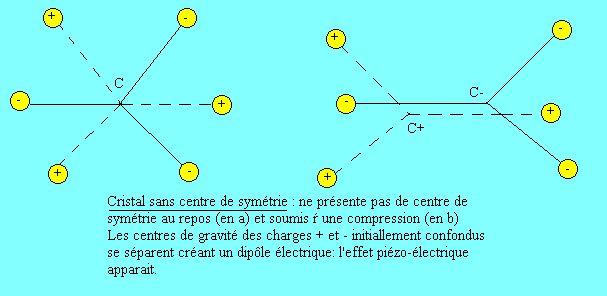 + -
+ -
C
C-
- +
- +
C+
+ -
+ -
Cristal sans centre de symétrie : ne présente pas de centre de
symétrie au repos (en a) et soumis ŕ une compression (en b)
Les centres de gravité des charges + et - initiallement confondus
se séparent créant un dipôle électrique: l'effet piézo-électrique
apparait.